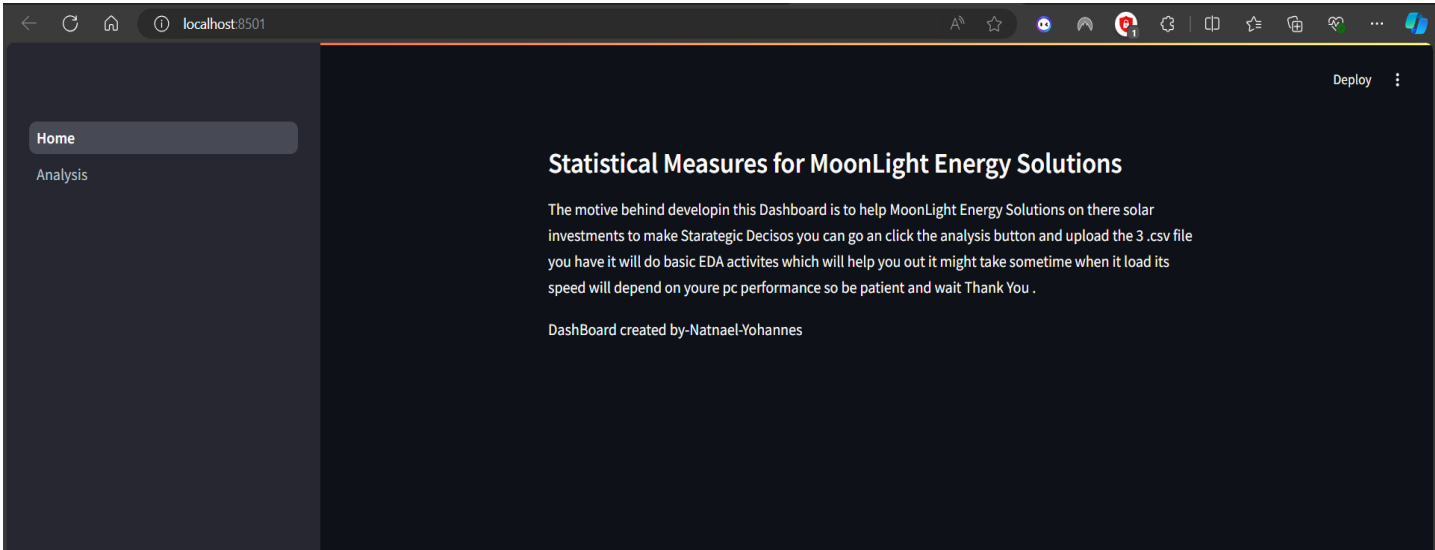 localhost:8501
1
Deploy
Home
Analysis
Statistical Measures for MoonLight Energy Solutions
The motive behind developin this Dashboard is to help MoonLight Energy Solutions on there solar
investments to make Starategic Decisos you can go an click the analysis button and upload the 3 .csv file
you have it will do basic EDA activites which will help you out it might take sometime when it load its
speed will depend on youre pc performance so be patient and wait Thank You .
DashBoard created by-Natnael-Yohannes